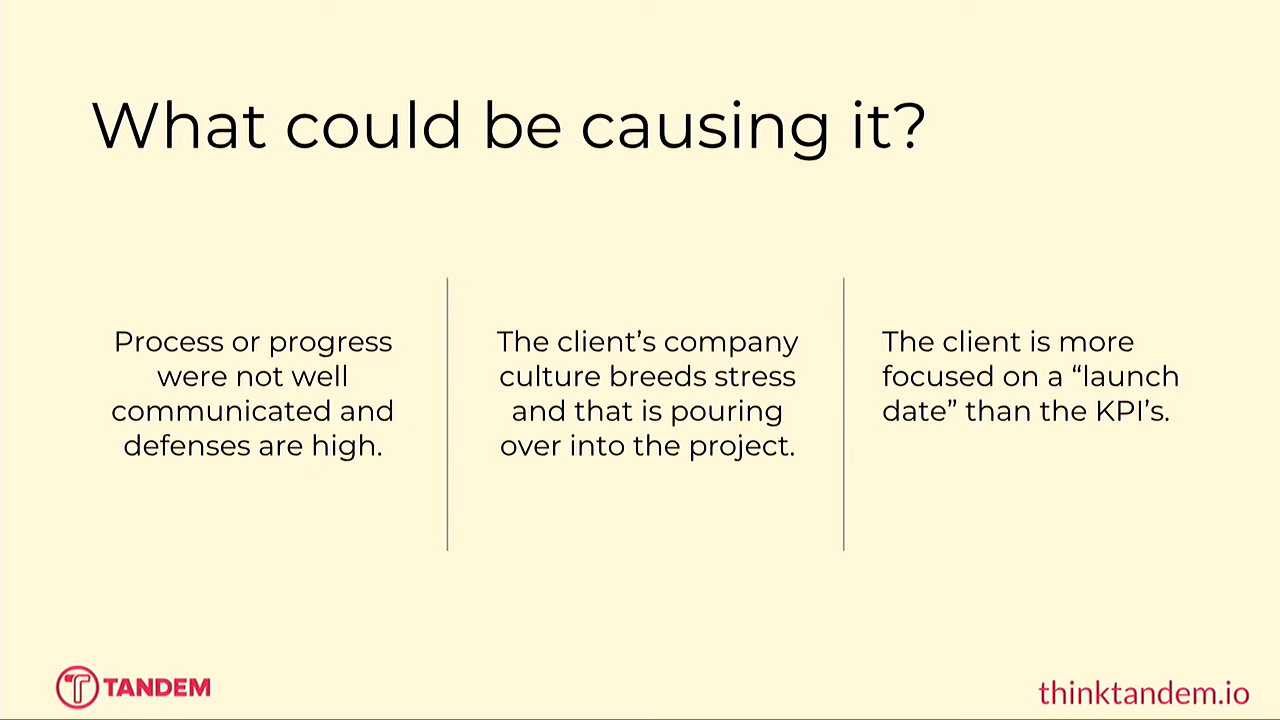 What could be causing it?
Process or progress
were not well
communicated and
defenses are high.
The client’s company
culture breeds stress
and that is pouring
over into the project.
The client is more
focused on a “launch
date” than the KPI’s.
TANDEM
thinktandem.io